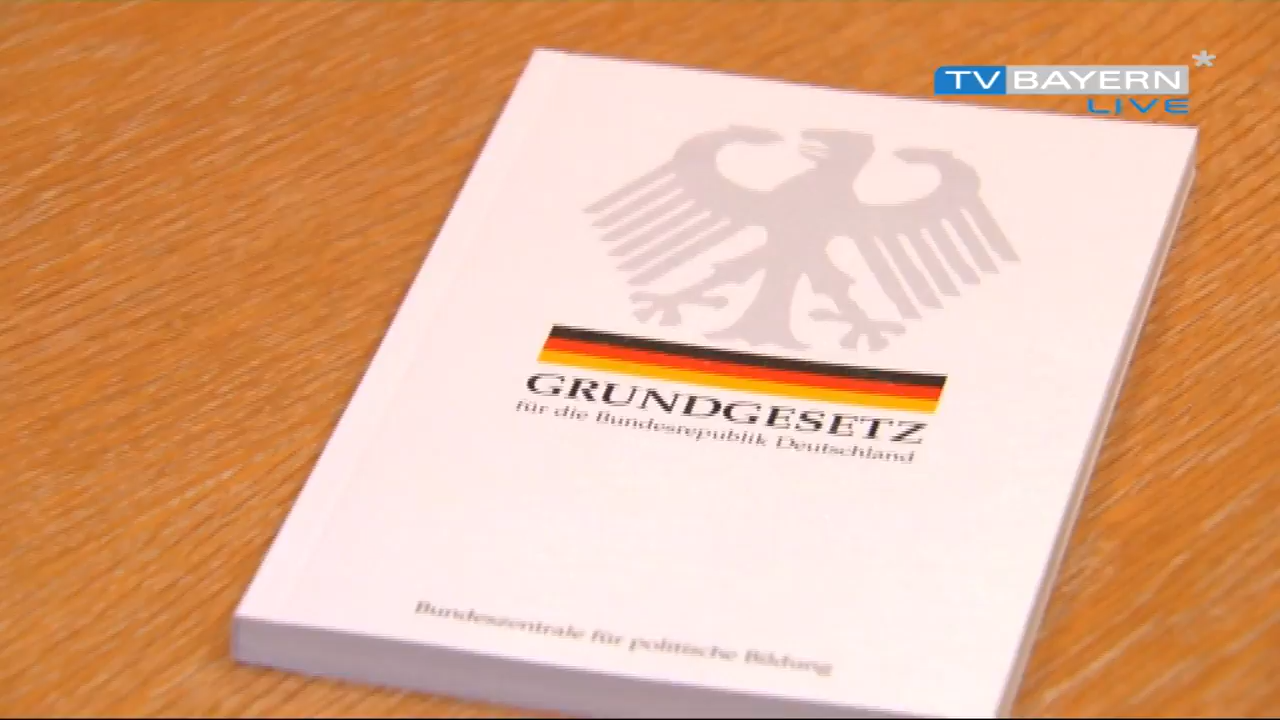 TV BAYERN
LIVE
GRUNDGESETZ
für die Bundesrepublik Deutschland
Bundeszentrale für politische Bildung